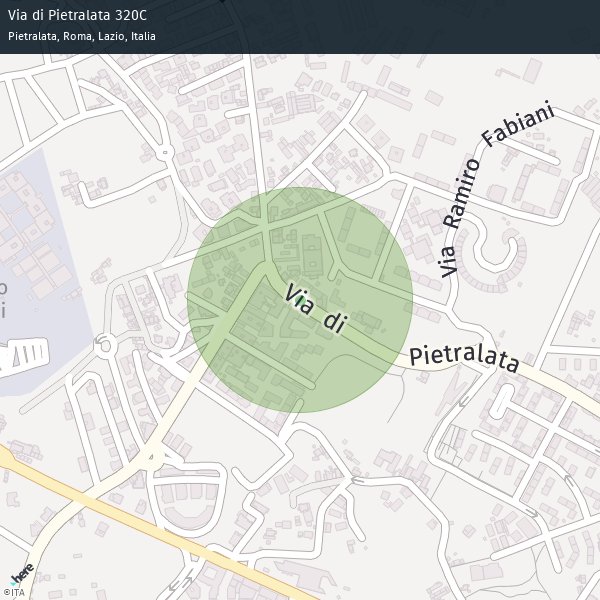 Via di Pietralata 320C
Pietralata, Roma, Lazio, Italia
Via Ramiro Fabiani
Via di Pietralata
o
i
here
©ITA